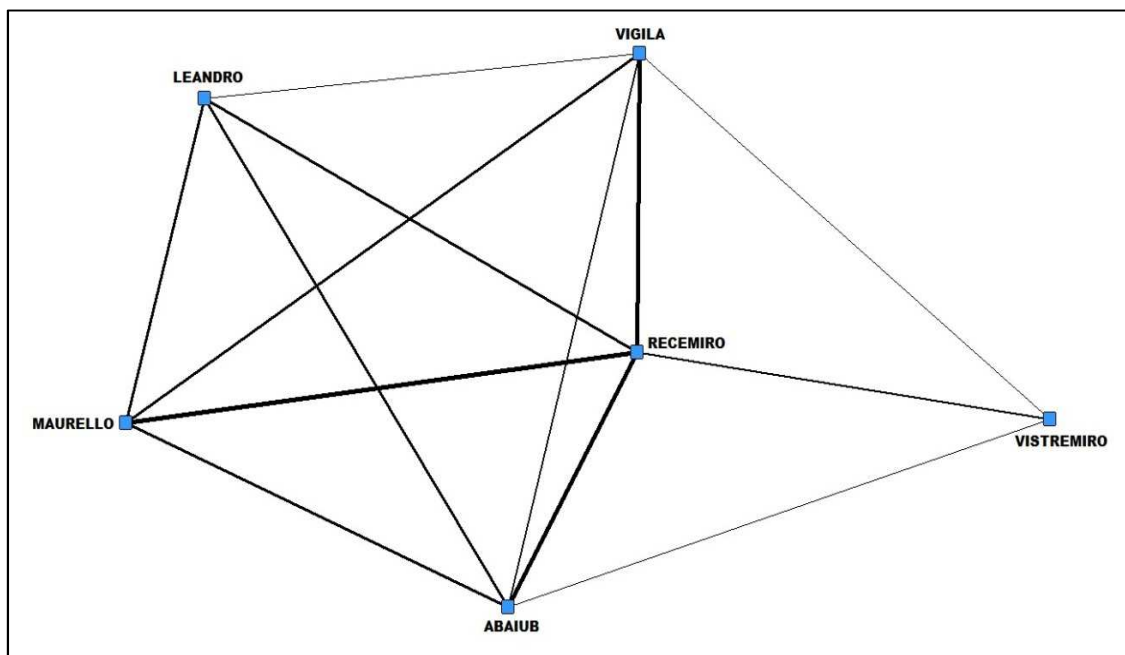 VIGILA
LEANDRO
RECEMIRO
MAURELLO
VISTREMIRO
ABAIUB